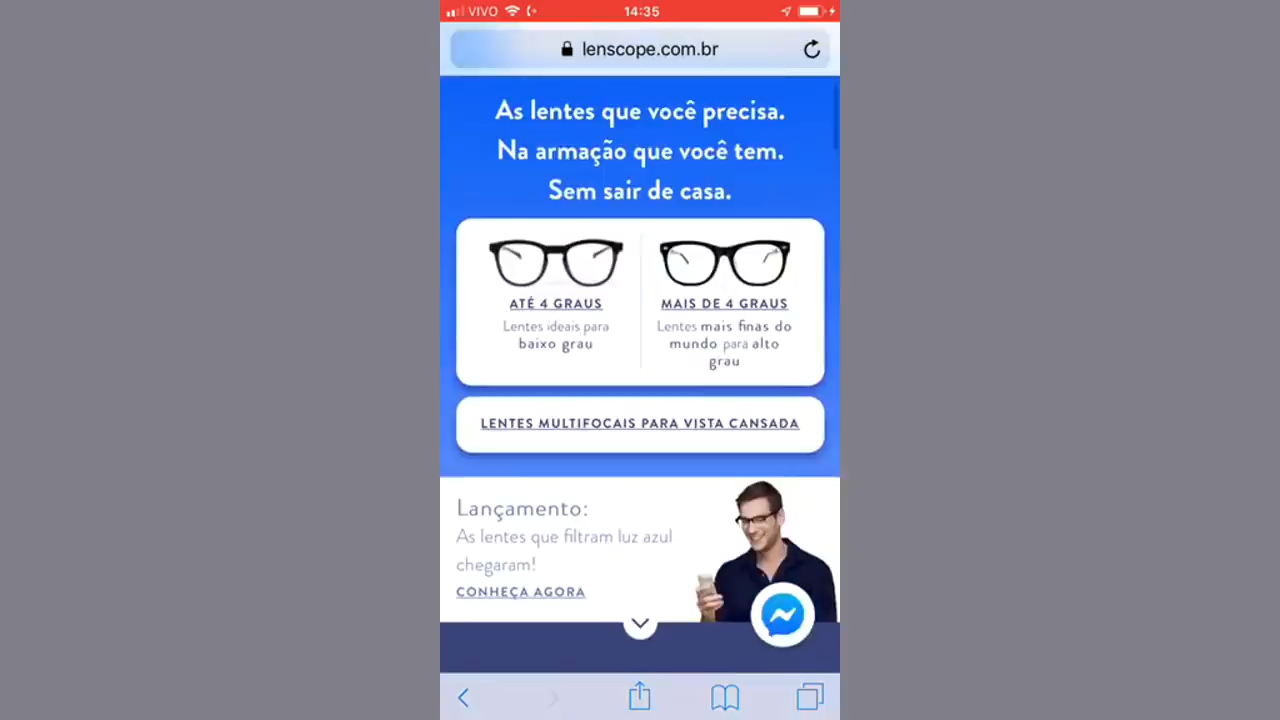 VIVO 14:35
lenscope.com.br
As lentes que você precisa.
Na armação que você tem.
Sem sair de casa.
ATÉ 4 GRAUS
Lentes ideais para
baixo grau
MAIS DE 4 GRAUS
Lentes mais finas do
mundo para alto
grau
LENTES MULTIFOCAIS PARA VISTA CANSADA
Lançamento:
As lentes que filtram luz azul
chegaram!
CONHEÇA AGORA